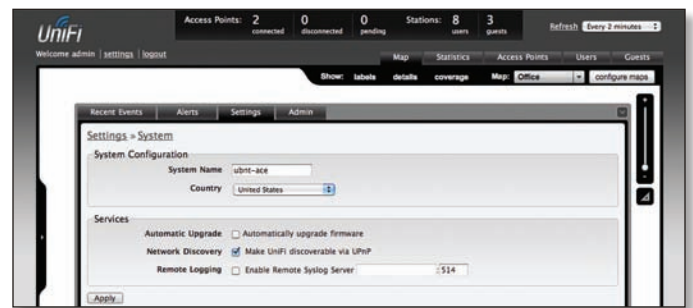 UniFi
Access Points: 2 connected 0 disconnected 0 pending Stations: 8 users 3 guests Refresh Every 2 minutes
Welcome admin | settings | logout
Map Statistics Access Points Users Guests
Show: labels details coverage Map: Office configure maps
Recent Events Alerts Settings Admin
Settings » System
System Configuration
System Name ubnt-ace
Country United States
Services
Automatic Upgrade Automatically upgrade firmware
Network Discovery Make UniFi discoverable via UPnP
Remote Logging Enable Remote Syslog Server : 514
Apply